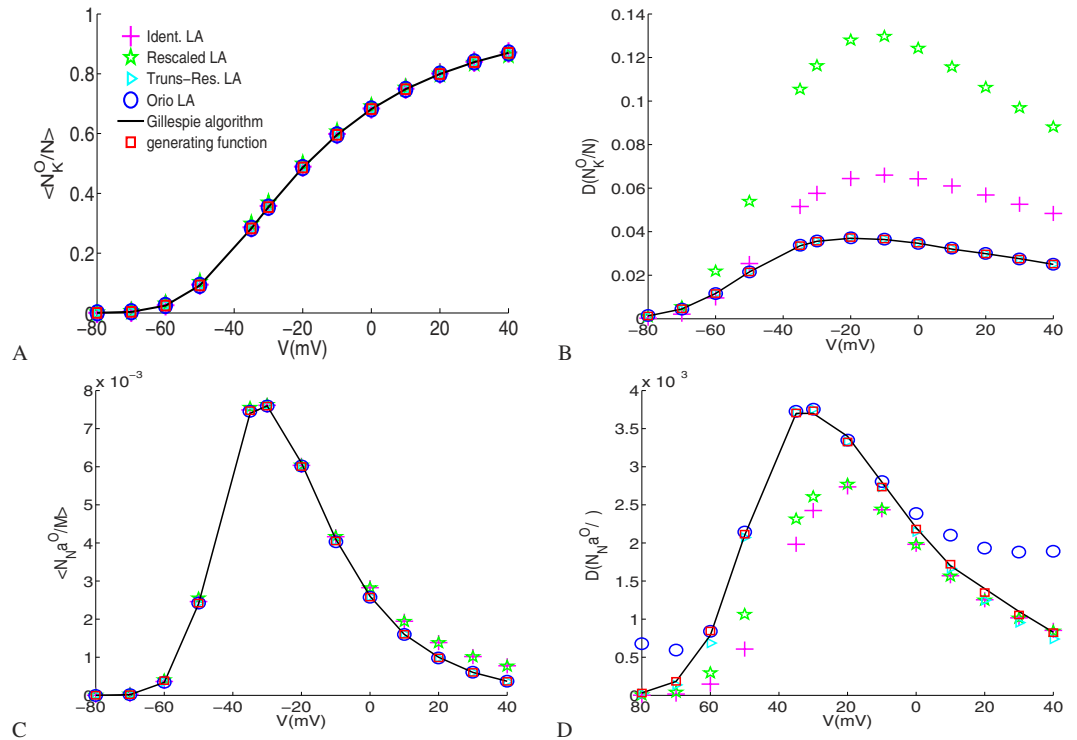 1
0.8
0.6
0.4
0.2
0
<N_K^O/N>
Ident. LA
Rescaled LA
Truns−Res. LA
Orio LA
Gillespie algorithm
generating function
−80 −60 −40 −20 0 20 40
V(mV)
A
0.14
0.12
0.1
0.08
0.06
0.04
0.02
0
D(N_K^O/N)
−80 −60 −40 −20 0 20 40
V(mV)
B
8 x 10^−3
7
6
5
4
3
2
1
0
<N_Na^O/M>
−80 −60 −40 −20 0 20 40
V(mV)
C
4 x 10^3
3.5
3
2.5
2
1.5
1
0.5
0
D(N_Na^O/ )
80 60 40 20 0 20 40
V(mV)
D